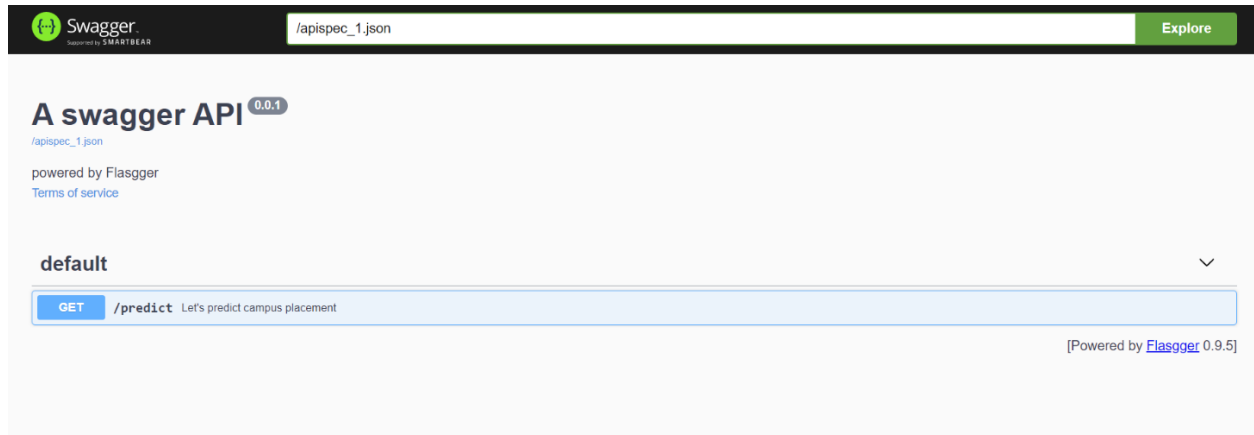 Swagger.
Supported by SMARTBEAR
/apispec_1.json
Explore
A swagger API 0.0.1
/apispec_1.json
powered by Flasgger
Terms of service
default
GET /predict Let's predict campus placement
[Powered by Flasgger 0.9.5]